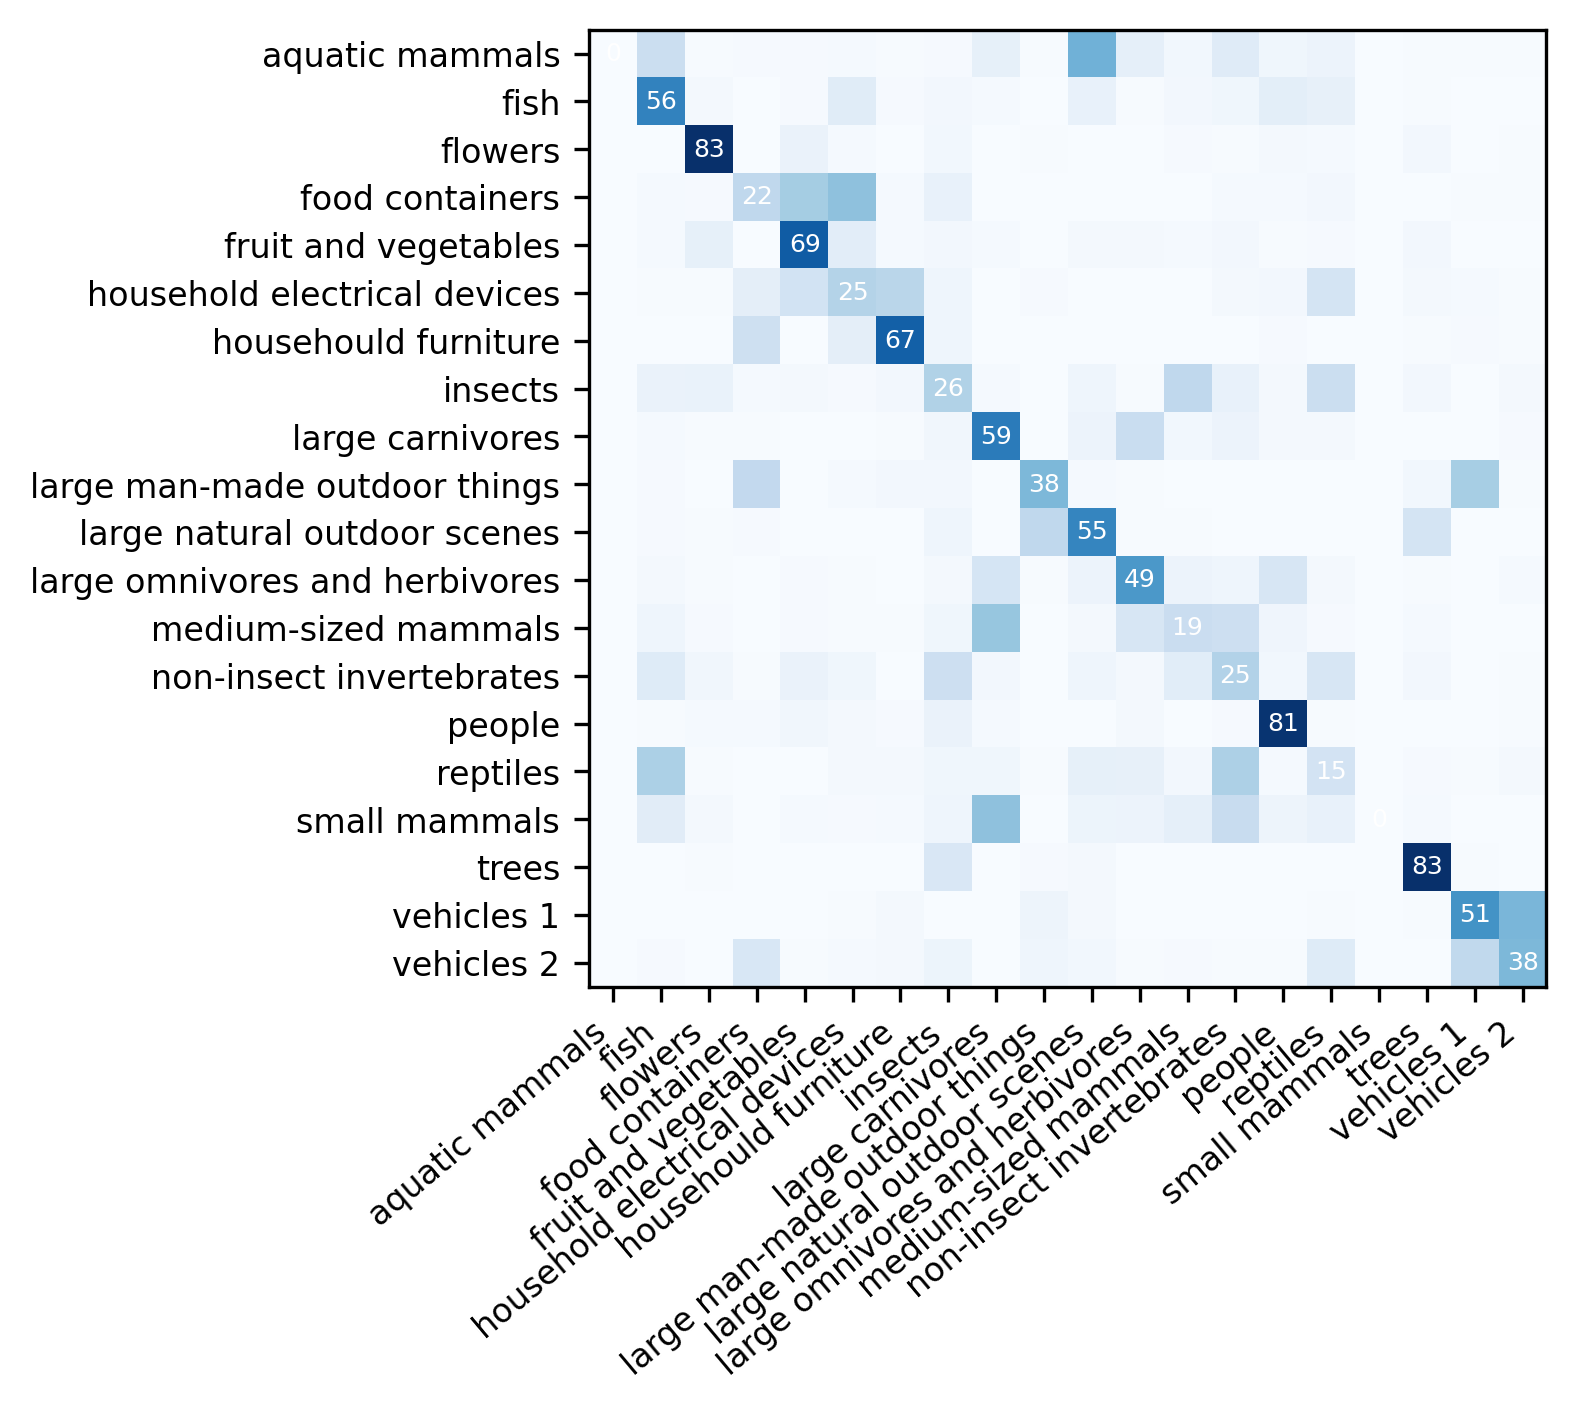 aquatic mammals 0
fish 56
flowers 83
food containers 22
fruit and vegetables 69
household electrical devices 25
househould furniture 67
insects 26
large carnivores 59
large man-made outdoor things 38
large natural outdoor scenes 55
large omnivores and herbivores 49
medium-sized mammals 19
non-insect invertebrates 25
people 81
reptiles 15
small mammals 0
trees 83
vehicles 1 51
vehicles 2 38
aquatic mammals
fish
flowers
food containers
fruit and vegetables
household electrical devices
househould furniture
insects
large carnivores
large man-made outdoor things
large natural outdoor scenes
large omnivores and herbivores
medium-sized mammals
non-insect invertebrates
people
reptiles
small mammals
trees
vehicles 1
vehicles 2